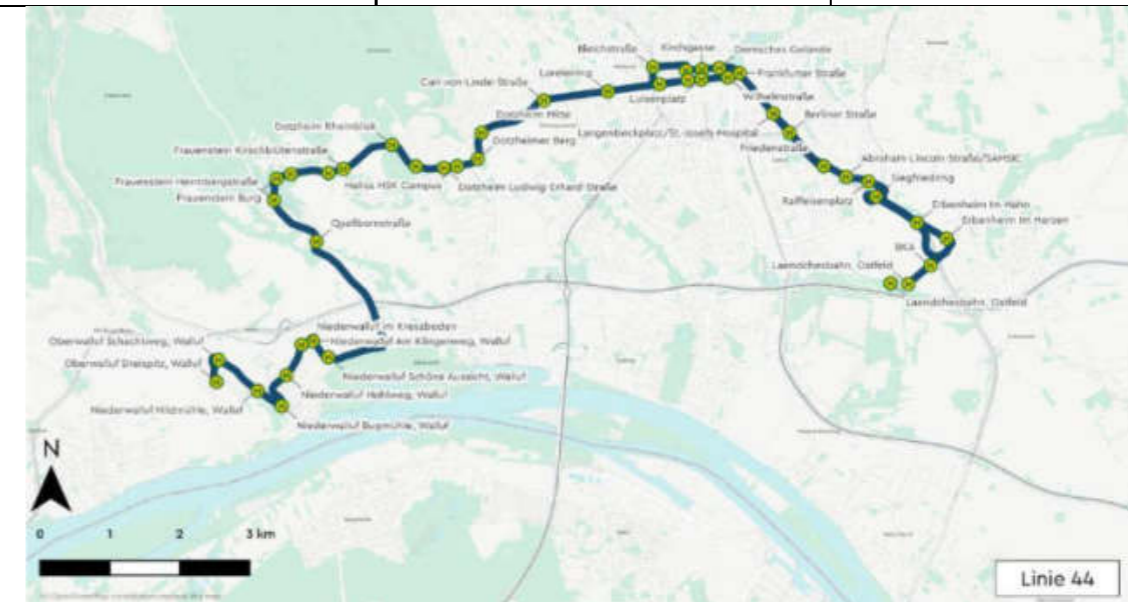 Bleichstraße
Kirchgasse
Dernsches Gelände
Carl-von-Linde-Straße
Loreleiring
Frankfurter Straße
Luisenplatz
Wilhelmstraße
Dotzheim Mitte
Langenbeckplatz/St. Josefs-Hospital
Berliner Straße
Dotzheim Rheinblick
Dotzheimer Berg
Friedenstraße
Frauenstein Kirschblütenstraße
Abraham-Lincoln-Straße/SAMSIC
Frauenstein Herrnbergstraße
Helios HSK Campus
Dotzheim Ludwig-Erhard-Straße
Siegfriedring
Frauenstein Burg
Raiffeisenplatz
Quellbornstraße
Erbenheim Im Hahn
Erbenheim Im Herzen
BKA
Laendchesbahn, Ostfeld
Laendchesbahn, Ostfeld
Niederwalluf Im Kressboden
Oberwalluf Schachtweg, Walluf
Niederwalluf Am Klingenweg, Walluf
Oberwalluf Dreispitz, Walluf
Niederwalluf Schöne Aussicht, Walluf
Niederwalluf Hohlweg, Walluf
Niederwalluf Hildmühle, Walluf
Niederwalluf Bugmühle, Walluf
N
0 1 2 3 km
Linie 44